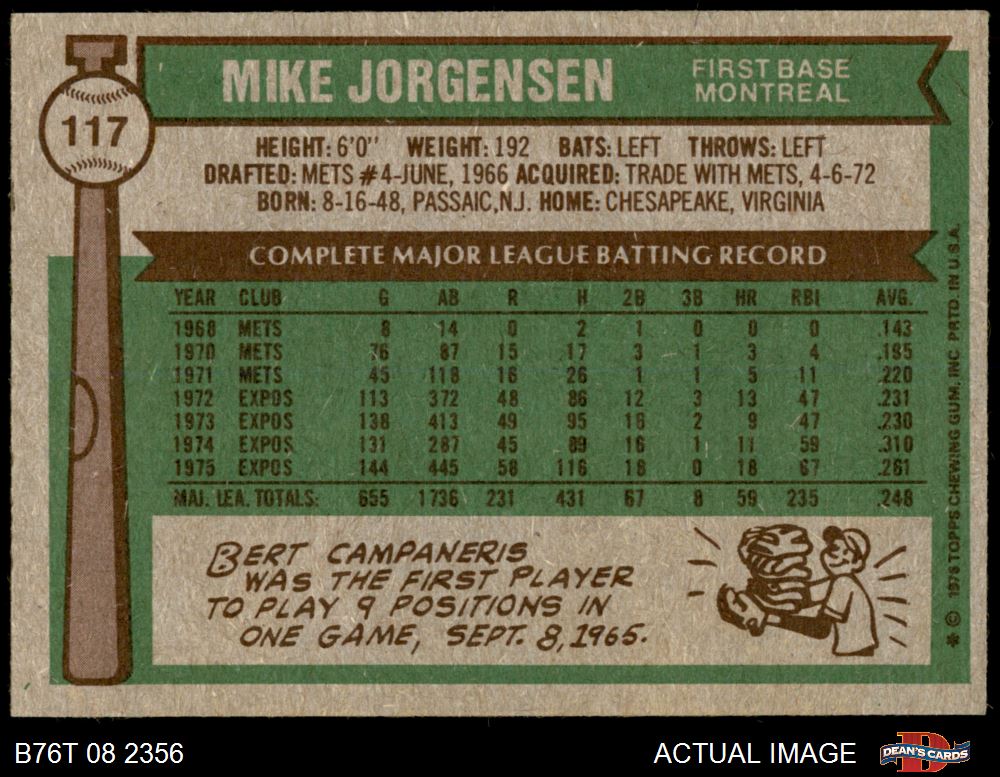 117
MIKE JORGENSEN
FIRST BASE
MONTREAL
HEIGHT: 6'0" WEIGHT: 192 BATS: LEFT THROWS: LEFT
DRAFTED: METS #4-JUNE, 1966 ACQUIRED: TRADE WITH METS, 4-6-72
BORN: 8-16-48, PASSAIC, N.J. HOME: CHESAPEAKE, VIRGINIA
COMPLETE MAJOR LEAGUE BATTING RECORD
YEAR CLUB G AB R H 2B 3B HR RBI AVG.
1968 METS 8 14 0 2 1 0 0 0 .143
1970 METS 76 87 15 17 3 1 3 4 .195
1971 METS 45 118 16 26 1 1 5 11 .220
1972 EXPOS 113 372 48 86 12 3 13 47 .231
1973 EXPOS 138 413 49 95 16 2 9 47 .230
1974 EXPOS 131 287 45 89 16 1 11 59 .310
1975 EXPOS 144 445 58 116 18 0 18 67 .261
MAJ. LEA. TOTALS: 655 1736 231 431 67 8 59 235 .248
BERT CAMPANERIS
WAS THE FIRST PLAYER
TO PLAY 9 POSITIONS IN
ONE GAME, SEPT. 8, 1965.
* © 1976 TOPPS CHEWING GUM, INC. PRTD. IN U.S.A.
B76T 08 2356
ACTUAL IMAGE
DEAN'S CARDS